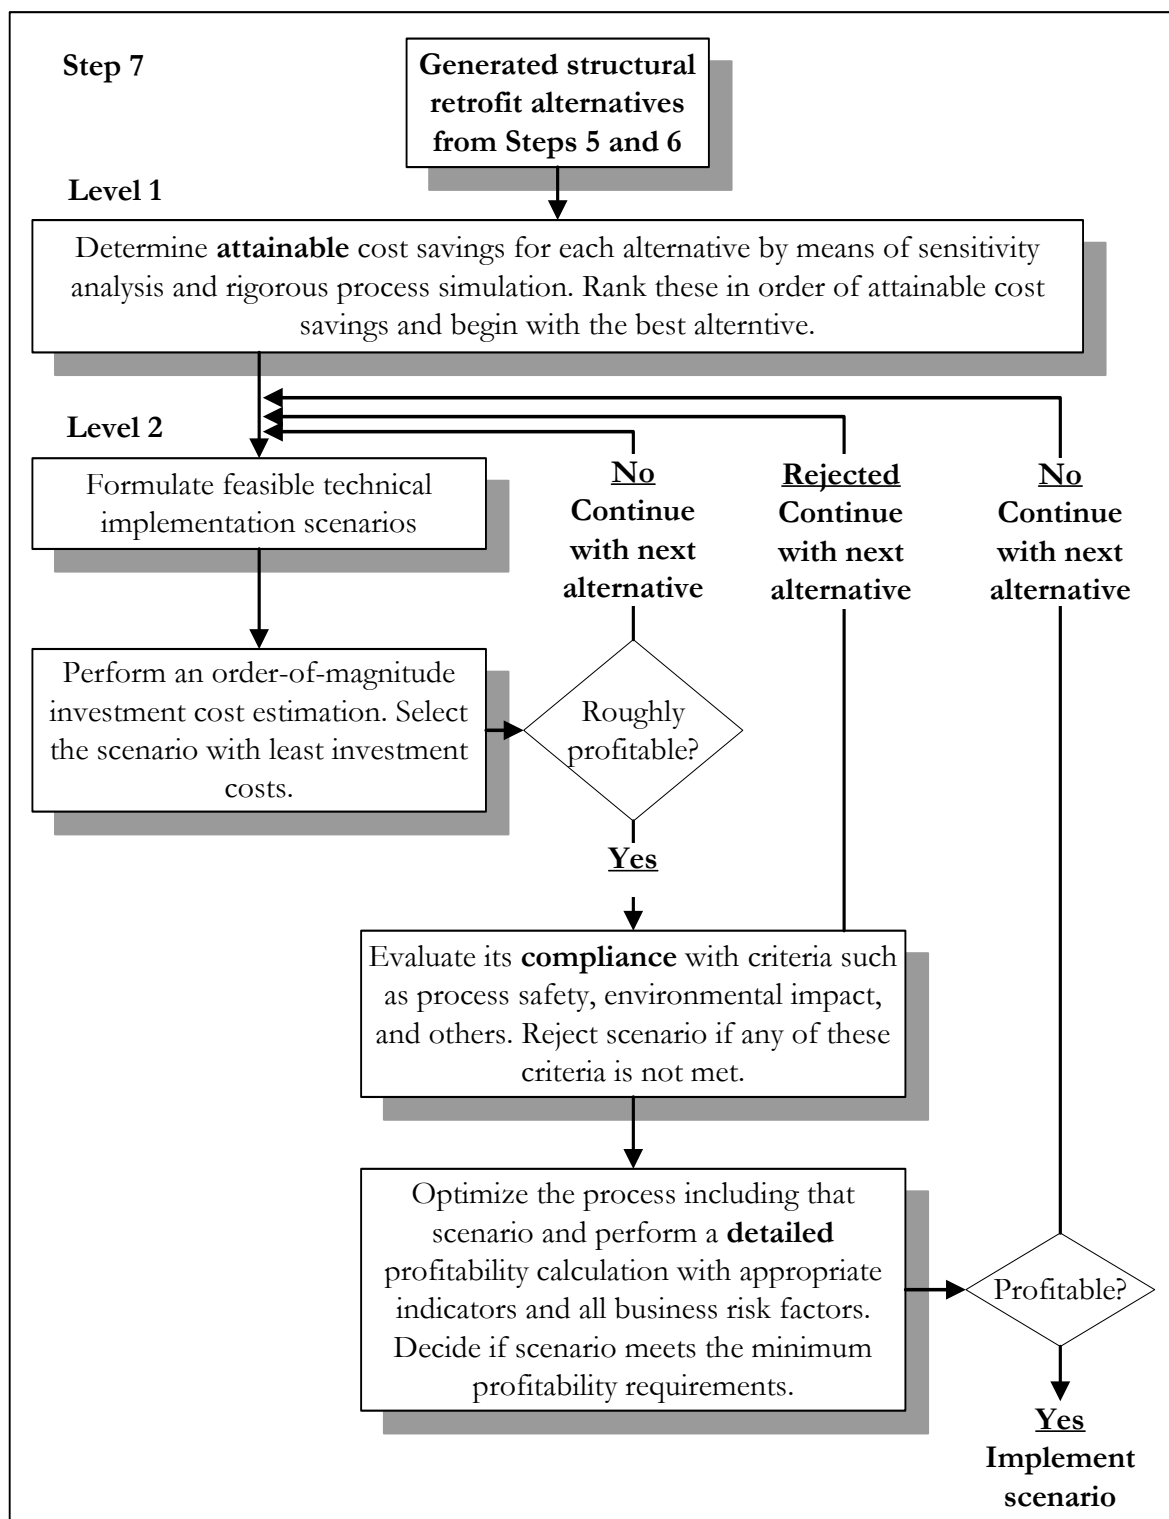 Step 7
Generated structural
retrofit alternatives
from Steps 5 and 6
Level 1
Determine attainable cost savings for each alternative by means of sensitivity
analysis and rigorous process simulation. Rank these in order of attainable cost
savings and begin with the best alterntive.
Level 2
Formulate feasible technical
implementation scenarios
No
Continue
with next
alternative
Rejected
Continue
with next
alternative
No
Continue
with next
alternative
Perform an order-of-magnitude
investment cost estimation. Select
the scenario with least investment
costs.
Roughly
profitable?
Yes
Evaluate its compliance with criteria such
as process safety, environmental impact,
and others. Reject scenario if any of these
criteria is not met.
Optimize the process including that
scenario and perform a detailed
profitability calculation with appropriate
indicators and all business risk factors.
Decide if scenario meets the minimum
profitability requirements.
Profitable?
Yes
Implement
scenario